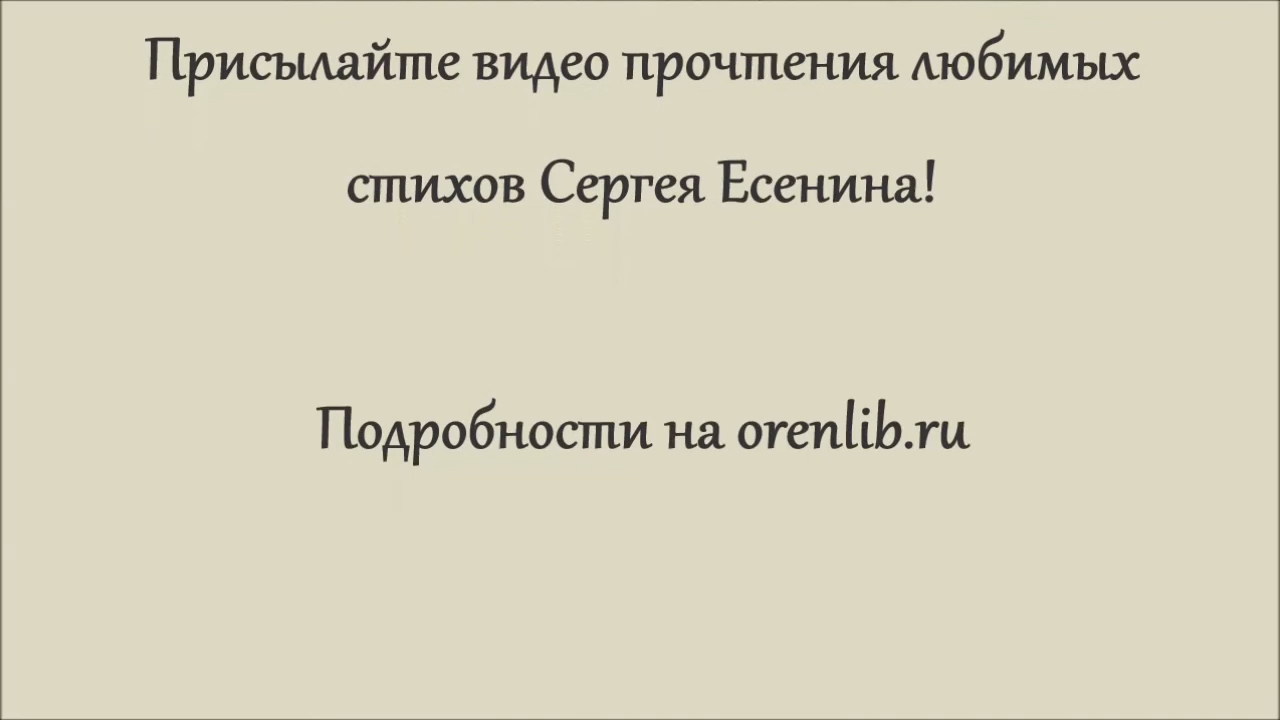 Присылайте видео прочтения любимых
стихов Сергея Есенина!
Подробности на orenlib.ru